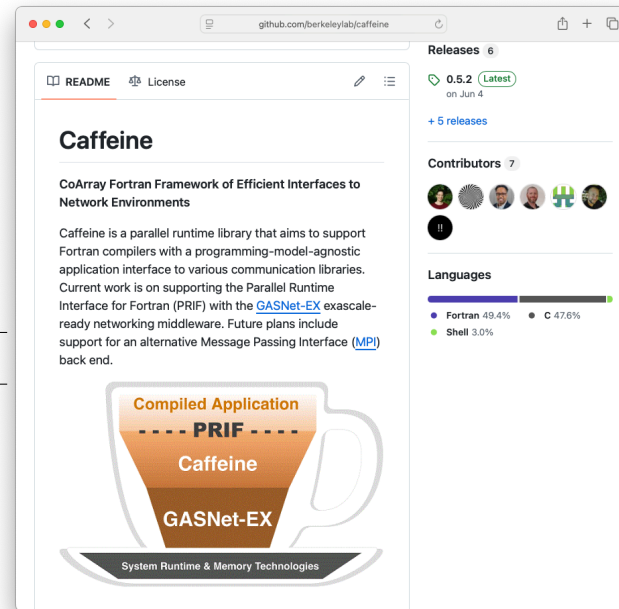 github.com/berkeleylab/caffeine
README
License
Caffeine
CoArray Fortran Framework of Efficient Interfaces to
Network Environments
Caffeine is a parallel runtime library that aims to support
Fortran compilers with a programming-model-agnostic
application interface to various communication libraries.
Current work is on supporting the Parallel Runtime
Interface for Fortran (PRIF) with the GASNet-EX exascale-
ready networking middleware. Future plans include
support for an alternative Message Passing Interface (MPI)
back end.
Compiled Application
---- PRIF ----
Caffeine
GASNet-EX
System Runtime & Memory Technologies
Releases 6
0.5.2 Latest
on Jun 4
+ 5 releases
Contributors 7
!!
Languages
Fortran 49.4%
C 47.6%
Shell 3.0%